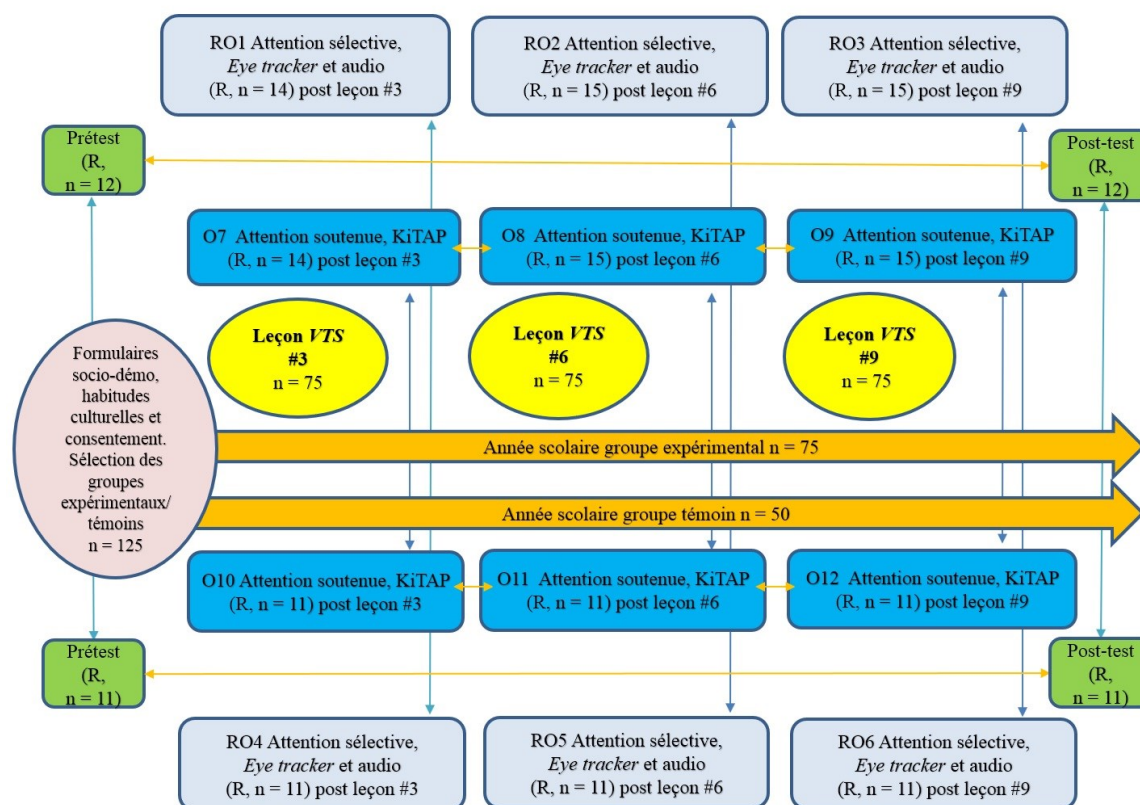 RO1 Attention sélective,
Eye tracker et audio
(R, n = 14) post leçon #3
RO2 Attention sélective,
Eye tracker et audio
(R, n = 15) post leçon #6
RO3 Attention sélective,
Eye tracker et audio
(R, n = 15) post leçon #9
Prétest
(R,
n = 12)
Post-test
(R,
n = 12)
O7 Attention soutenue, KiTAP
(R, n = 14) post leçon #3
O8 Attention soutenue, KiTAP
(R, n = 15) post leçon #6
O9 Attention soutenue, KiTAP
(R, n = 15) post leçon #9
Leçon VTS
#3
n = 75
Leçon VTS
#6
n = 75
Leçon VTS
#9
n = 75
Formulaires
socio-démo,
habitudes
culturelles et
consentement.
Sélection des
groupes
expérimentaux/
témoins
n = 125
Année scolaire groupe expérimental n = 75
Année scolaire groupe témoin n = 50
O10 Attention soutenue, KiTAP
(R, n = 11) post leçon #3
O11 Attention soutenue, KiTAP
(R, n = 11) post leçon #6
O12 Attention soutenue, KiTAP
(R, n = 11) post leçon #9
Prétest
(R,
n = 11)
Post-test
(R,
n = 11)
RO4 Attention sélective,
Eye tracker et audio
(R, n = 11) post leçon #3
RO5 Attention sélective,
Eye tracker et audio
(R, n = 11) post leçon #6
RO6 Attention sélective,
Eye tracker et audio
(R, n = 11) post leçon #9